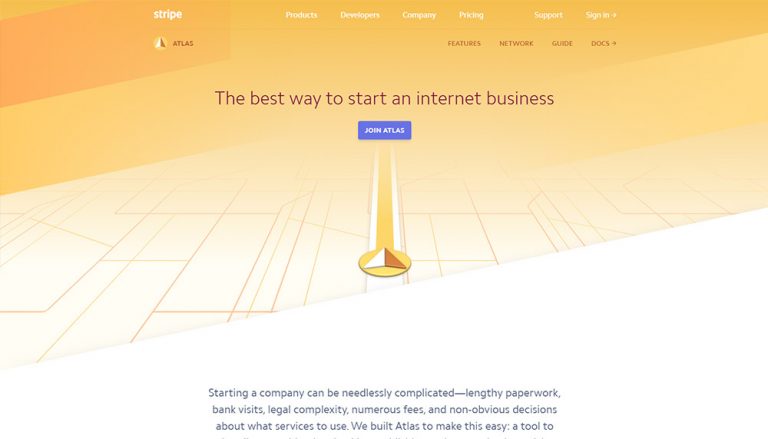 stripe Products Developers Company Pricing Support Sign in →
ATLAS FEATURES NETWORK GUIDE DOCS →
The best way to start an internet business
JOIN ATLAS
Starting a company can be needlessly complicated—lengthy paperwork,
bank visits, legal complexity, numerous fees, and non-obvious decisions
about what services to use. We built Atlas to make this easy: a tool to